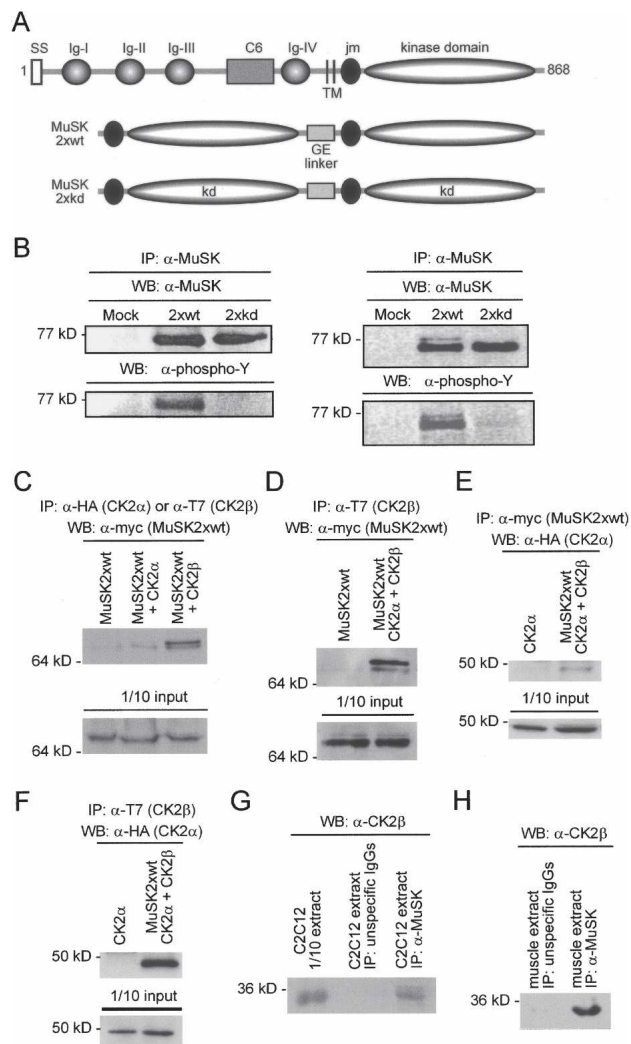 A
SS Ig-I Ig-II Ig-III C6 Ig-IV jm kinase domain
1 868
TM
MuSK
2xwt
GE
linker
MuSK
2xkd
kd kd
B
IP: α-MuSK
WB: α-MuSK
Mock 2xwt 2xkd
77 kD
WB: α-phospho-Y
77 kD
IP: α-MuSK
WB: α-MuSK
Mock 2xwt 2xkd
77 kD
WB: α-phospho-Y
77 kD
C
IP: α-HA (CK2α) or α-T7 (CK2β)
WB: α-myc (MuSK2xwt)
MuSK2xwt
MuSK2xwt
+ CK2α
MuSK2xwt
+ CK2β
64 kD
1/10 input
64 kD
D
IP: α-T7 (CK2β)
WB: α-myc (MuSK2xwt)
MuSK2xwt
MuSK2xwt
CK2α + CK2β
64 kD
1/10 input
64 kD
E
IP: α-myc (MuSK2xwt)
WB: α-HA (CK2α)
CK2α
MuSK2xwt
CK2α + CK2β
50 kD
1/10 input
50 kD
F
IP: α-T7 (CK2β)
WB: α-HA (CK2α)
CK2α
MuSK2xwt
CK2α + CK2β
50 kD
1/10 input
50 kD
G
WB: α-CK2β
C2C12
1/10 extract
C2C12 extraxt
IP: unspecific IgGs
C2C12 extract
IP: α-MuSK
36 kD
H
WB: α-CK2β
muscle extract
IP: unspecific IgGs
muscle extract
IP: α-MuSK
36 kD